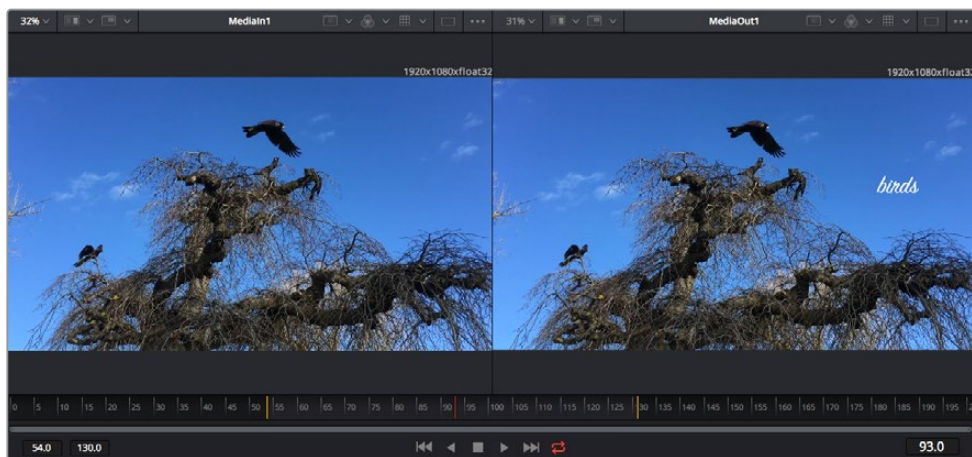 32% MediaIn1 31% MediaOut1
1920x1080xfloat32 1920x1080xfloat32
birds
0 5 10 15 20 25 30 35 40 45 50 55 60 65 70 75 80 85 90 95 100 105 110 115 120 125 130 135 140 145 150 155 160 165 170 175 180 185 190 195
54.0 130.0 93.0